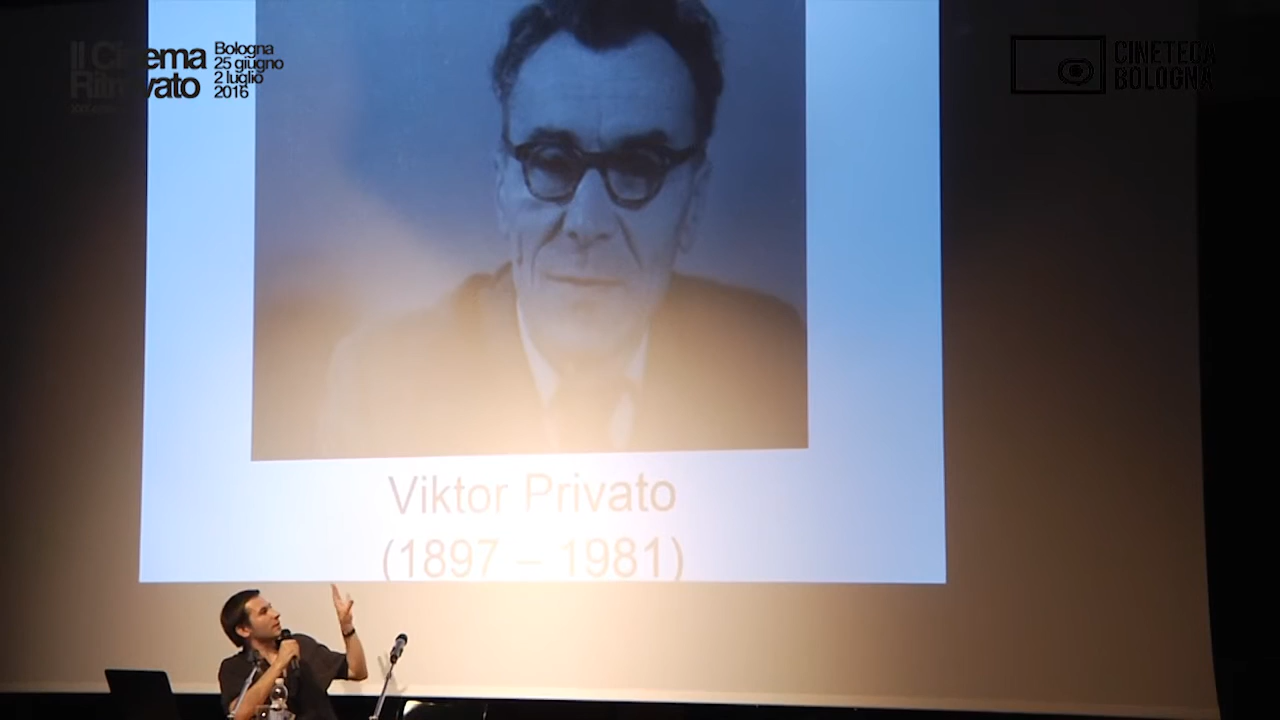 Il Cinema
Ritrovato
Bologna
25 giugno
2 luglio
2016
CINETECA
BOLOGNA
Viktor Privato
(1897 – 1981)